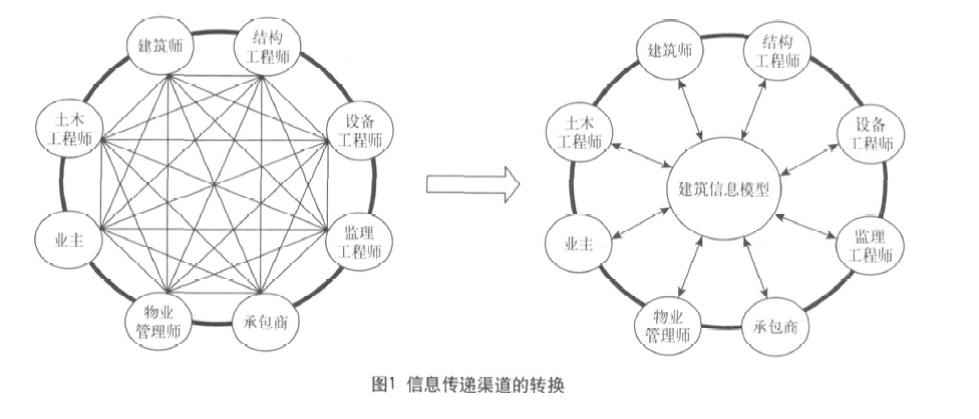 建筑师
结构
工程师
土木
工程师
设备
工程师
业主
监理
工程师
物业
管理师
承包商
建筑师
结构
工程师
土木
工程师
设备
工程师
建筑信息模型
业主
监理
工程师
物业
管理师
承包商
图1 信息传递渠道的转换